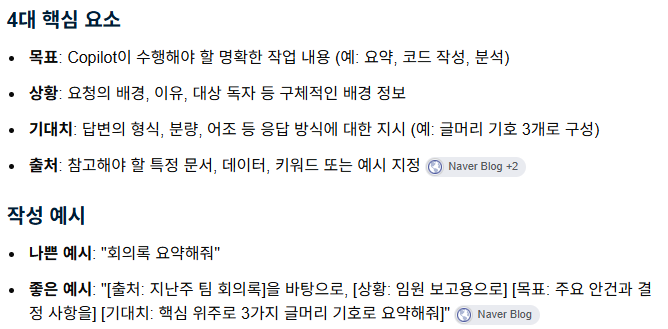 4대 핵심 요소
• 목표: Copilot이 수행해야 할 명확한 작업 내용 (예: 요약, 코드 작성, 분석)
• 상황: 요청의 배경, 이유, 대상 독자 등 구체적인 배경 정보
• 기대치: 답변의 형식, 분량, 어조 등 응답 방식에 대한 지시 (예: 글머리 기호 3개로 구성)
• 출처: 참고해야 할 특정 문서, 데이터, 키워드 또는 예시 지정 Naver Blog +2
작성 예시
• 나쁜 예시: "회의록 요약해줘"
• 좋은 예시: "[출처: 지난주 팀 회의록]을 바탕으로, [상황: 임원 보고용으로] [목표: 주요 안건과 결
정 사항을] [기대치: 핵심 위주로 3가지 글머리 기호로 요약해줘]" Naver Blog